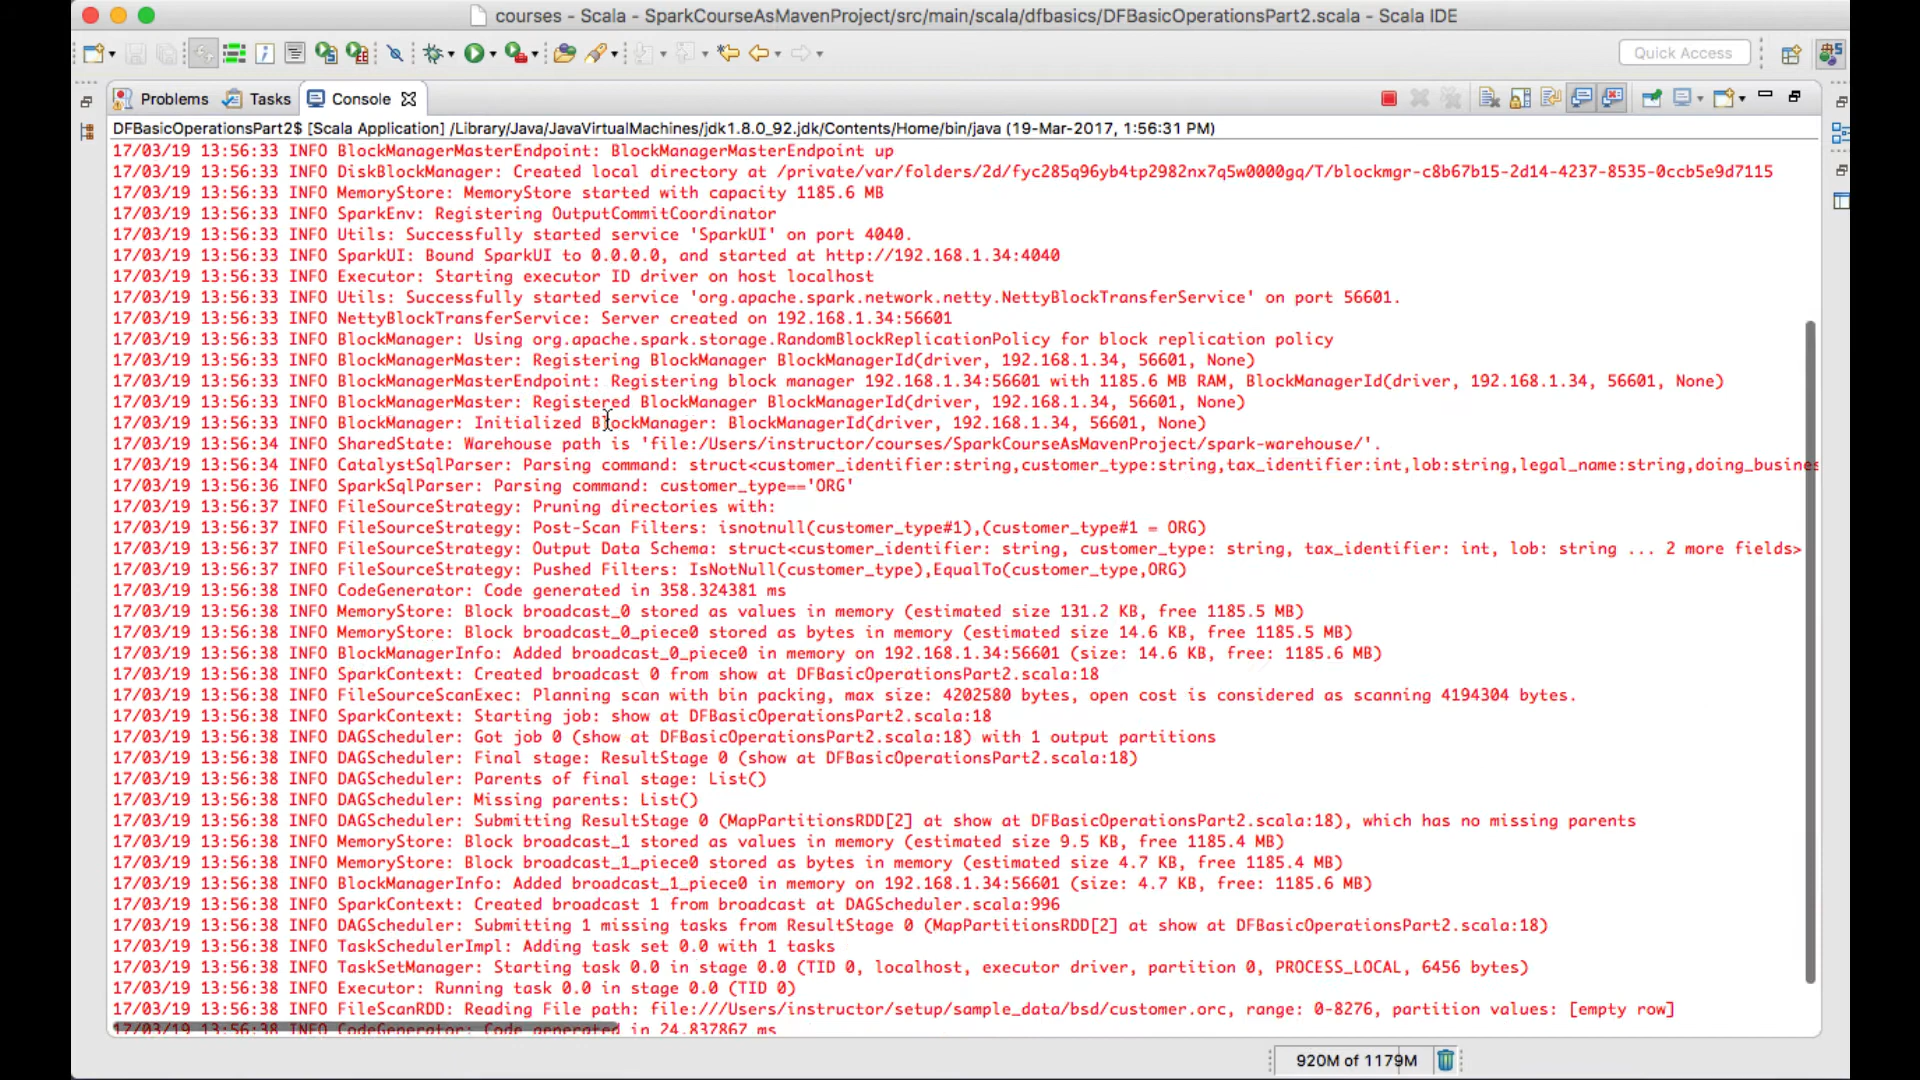 courses - Scala - SparkCourseAsMavenProject/src/main/scala/dfbasics/DFBasicOperationsPart2.scala - Scala IDE
Quick Access
Problems Tasks Console
DFBasicOperationsPart2$ [Scala Application] /Library/Java/JavaVirtualMachines/jdk1.8.0_92.jdk/Contents/Home/bin/java (19-Mar-2017, 1:56:31 PM)
17/03/19 13:56:33 INFO BlockManagerMasterEndpoint: BlockManagerMasterEndpoint up
17/03/19 13:56:33 INFO DiskBlockManager: Created local directory at /private/var/folders/2d/fyc285q96yb4tp2982nx7q5w0000gq/T/blockmgr-c8b67b15-2d14-4237-8535-0ccb5e9d7115
17/03/19 13:56:33 INFO MemoryStore: MemoryStore started with capacity 1185.6 MB
17/03/19 13:56:33 INFO SparkEnv: Registering OutputCommitCoordinator
17/03/19 13:56:33 INFO Utils: Successfully started service 'SparkUI' on port 4040.
17/03/19 13:56:33 INFO SparkUI: Bound SparkUI to 0.0.0.0, and started at http://192.168.1.34:4040
17/03/19 13:56:33 INFO Executor: Starting executor ID driver on host localhost
17/03/19 13:56:33 INFO Utils: Successfully started service 'org.apache.spark.network.netty.NettyBlockTransferService' on port 56601.
17/03/19 13:56:33 INFO NettyBlockTransferService: Server created on 192.168.1.34:56601
17/03/19 13:56:33 INFO BlockManager: Using org.apache.spark.storage.RandomBlockReplicationPolicy for block replication policy
17/03/19 13:56:33 INFO BlockManagerMaster: Registering BlockManager BlockManagerId(driver, 192.168.1.34, 56601, None)
17/03/19 13:56:33 INFO BlockManagerMasterEndpoint: Registering block manager 192.168.1.34:56601 with 1185.6 MB RAM, BlockManagerId(driver, 192.168.1.34, 56601, None)
17/03/19 13:56:33 INFO BlockManagerMaster: Registered BlockManager BlockManagerId(driver, 192.168.1.34, 56601, None)
17/03/19 13:56:33 INFO BlockManager: Initialized BlockManager: BlockManagerId(driver, 192.168.1.34, 56601, None)
17/03/19 13:56:34 INFO SharedState: Warehouse path is 'file:/Users/instructor/courses/SparkCourseAsMavenProject/spark-warehouse/'.
17/03/19 13:56:34 INFO CatalystSqlParser: Parsing command: struct<customer_identifier:string,customer_type:string,tax_identifier:int,lob:string,legal_name:string,doing_busines
17/03/19 13:56:36 INFO SparkSqlParser: Parsing command: customer_type=='ORG'
17/03/19 13:56:37 INFO FileSourceStrategy: Pruning directories with:
17/03/19 13:56:37 INFO FileSourceStrategy: Post-Scan Filters: isnotnull(customer_type#1),(customer_type#1 = ORG)
17/03/19 13:56:37 INFO FileSourceStrategy: Output Data Schema: struct<customer_identifier: string, customer_type: string, tax_identifier: int, lob: string ... 2 more fields>
17/03/19 13:56:37 INFO FileSourceStrategy: Pushed Filters: IsNotNull(customer_type),EqualTo(customer_type,ORG)
17/03/19 13:56:38 INFO CodeGenerator: Code generated in 358.324381 ms
17/03/19 13:56:38 INFO MemoryStore: Block broadcast_0 stored as values in memory (estimated size 131.2 KB, free 1185.5 MB)
17/03/19 13:56:38 INFO MemoryStore: Block broadcast_0_piece0 stored as bytes in memory (estimated size 14.6 KB, free 1185.5 MB)
17/03/19 13:56:38 INFO BlockManagerInfo: Added broadcast_0_piece0 in memory on 192.168.1.34:56601 (size: 14.6 KB, free: 1185.6 MB)
17/03/19 13:56:38 INFO SparkContext: Created broadcast 0 from show at DFBasicOperationsPart2.scala:18
17/03/19 13:56:38 INFO FileSourceScanExec: Planning scan with bin packing, max size: 4202580 bytes, open cost is considered as scanning 4194304 bytes.
17/03/19 13:56:38 INFO SparkContext: Starting job: show at DFBasicOperationsPart2.scala:18
17/03/19 13:56:38 INFO DAGScheduler: Got job 0 (show at DFBasicOperationsPart2.scala:18) with 1 output partitions
17/03/19 13:56:38 INFO DAGScheduler: Final stage: ResultStage 0 (show at DFBasicOperationsPart2.scala:18)
17/03/19 13:56:38 INFO DAGScheduler: Parents of final stage: List()
17/03/19 13:56:38 INFO DAGScheduler: Missing parents: List()
17/03/19 13:56:38 INFO DAGScheduler: Submitting ResultStage 0 (MapPartitionsRDD[2] at show at DFBasicOperationsPart2.scala:18), which has no missing parents
17/03/19 13:56:38 INFO MemoryStore: Block broadcast_1 stored as values in memory (estimated size 9.5 KB, free 1185.4 MB)
17/03/19 13:56:38 INFO MemoryStore: Block broadcast_1_piece0 stored as bytes in memory (estimated size 4.7 KB, free 1185.4 MB)
17/03/19 13:56:38 INFO BlockManagerInfo: Added broadcast_1_piece0 in memory on 192.168.1.34:56601 (size: 4.7 KB, free: 1185.6 MB)
17/03/19 13:56:38 INFO SparkContext: Created broadcast 1 from broadcast at DAGScheduler.scala:996
17/03/19 13:56:38 INFO DAGScheduler: Submitting 1 missing tasks from ResultStage 0 (MapPartitionsRDD[2] at show at DFBasicOperationsPart2.scala:18)
17/03/19 13:56:38 INFO TaskSchedulerImpl: Adding task set 0.0 with 1 tasks
17/03/19 13:56:38 INFO TaskSetManager: Starting task 0.0 in stage 0.0 (TID 0, localhost, executor driver, partition 0, PROCESS_LOCAL, 6456 bytes)
17/03/19 13:56:38 INFO Executor: Running task 0.0 in stage 0.0 (TID 0)
17/03/19 13:56:38 INFO FileScanRDD: Reading File path: file:///Users/instructor/setup/sample_data/bsd/customer.orc, range: 0-8276, partition values: [empty row]
17/03/19 13:56:38 INFO CodeGenerator: Code generated in 24.837867 ms
920M of 1179M